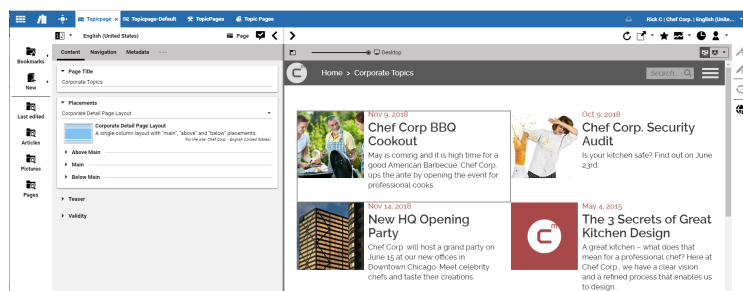 Topicpage × Topicpage-Default TopicPages Topic Pages Rick C | Chef Corp. | English (Unite...
English (United States) Page
Desktop
Bookmarks
New
Last edited
Articles
Pictures
Pages
Content Navigation Metadata ...
Page Title
Corporate Topics
Placements
Corporate Detail Page Layout
Corporate Detail Page Layout
A single column layout with "main", "above" and "below" placements.
For the site: Chef Corp. - English (United States)
Above Main
Main
Below Main
Teaser
Validity
Home > Corporate Topics
Search...
Nov 9, 2018
Chef Corp BBQ
Cookout
May is coming and it is high time for a
good American Barbecue. Chef Corp.
ups the ante by opening the event for
professional cooks.
Oct 9, 2018
Chef Corp. Security
Audit
Is your kitchen safe? Find out on June
23rd.
Nov 14, 2018
New HQ Opening
Party
Chef Corp. will host a grand party on
June 15 at our new offices in
Downtown Chicago. Meet celebrity
chefs and taste their creations.
May 4, 2015
The 3 Secrets of Great
Kitchen Design
A great kitchen – what does that
mean for a professional chef? Here at
Chef Corp., we have a clear vision
and a refined process that enables us
to design...